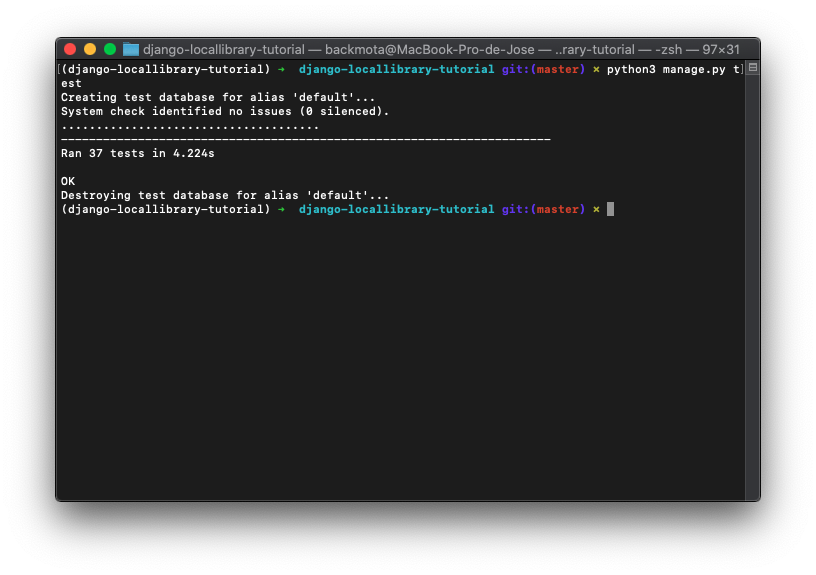 django-locallibrary-tutorial — backmota@MacBook-Pro-de-Jose — ..rary-tutorial — -zsh — 97×31
[(django-locallibrary-tutorial) ➜  django-locallibrary-tutorial git:(master) ✗ python3 manage.py t]
est
Creating test database for alias 'default'...
System check identified no issues (0 silenced).
.....................................
----------------------------------------------------------------------
Ran 37 tests in 4.224s
OK
Destroying test database for alias 'default'...
(django-locallibrary-tutorial) ➜  django-locallibrary-tutorial git:(master) ✗